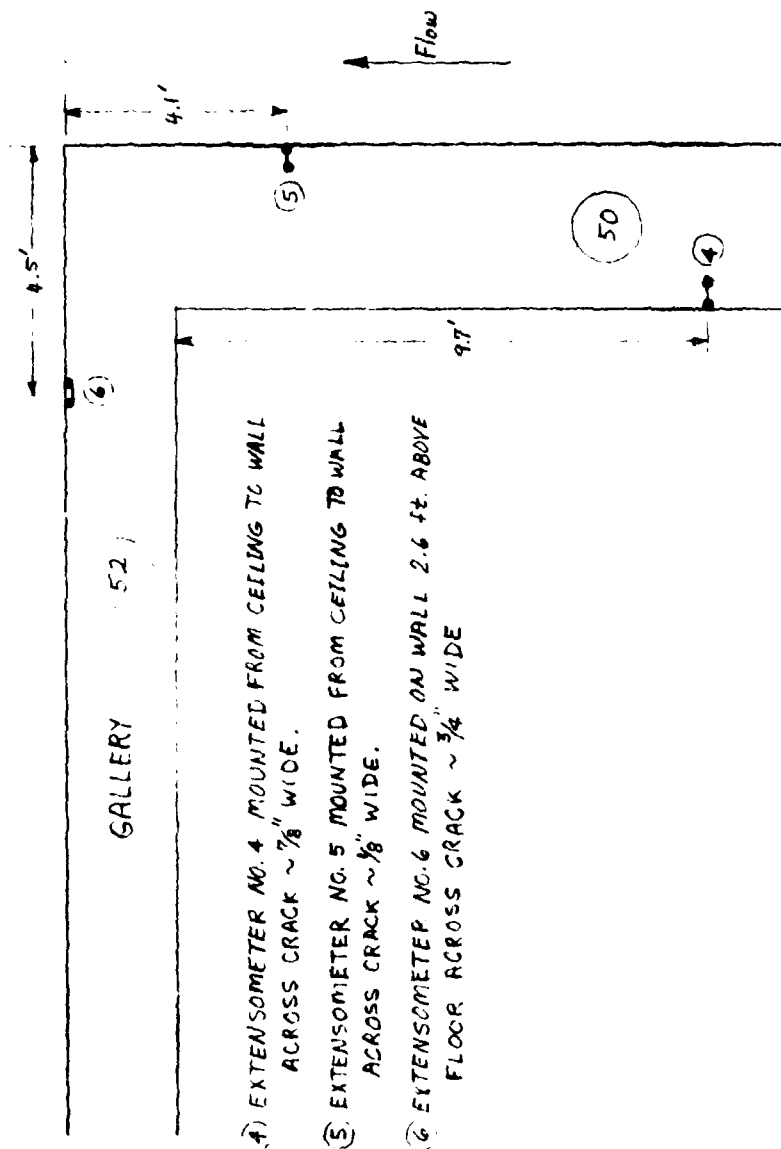 Flow
4.1'
4.5'
⑤
⑥
50
④
9.7'
GALLERY 52
④ EXTENSOMETER NO. 4 MOUNTED FROM CEILING TO WALL
ACROSS CRACK ~ 7/8" WIDE.
⑤ EXTENSOMETER NO. 5 MOUNTED FROM CEILING TO WALL
ACROSS CRACK ~ 1/8" WIDE.
⑥ EXTENSOMETER NO. 6 MOUNTED ON WALL 2.6 ft. ABOVE
FLOOR ACROSS CRACK ~ 3/4" WIDE